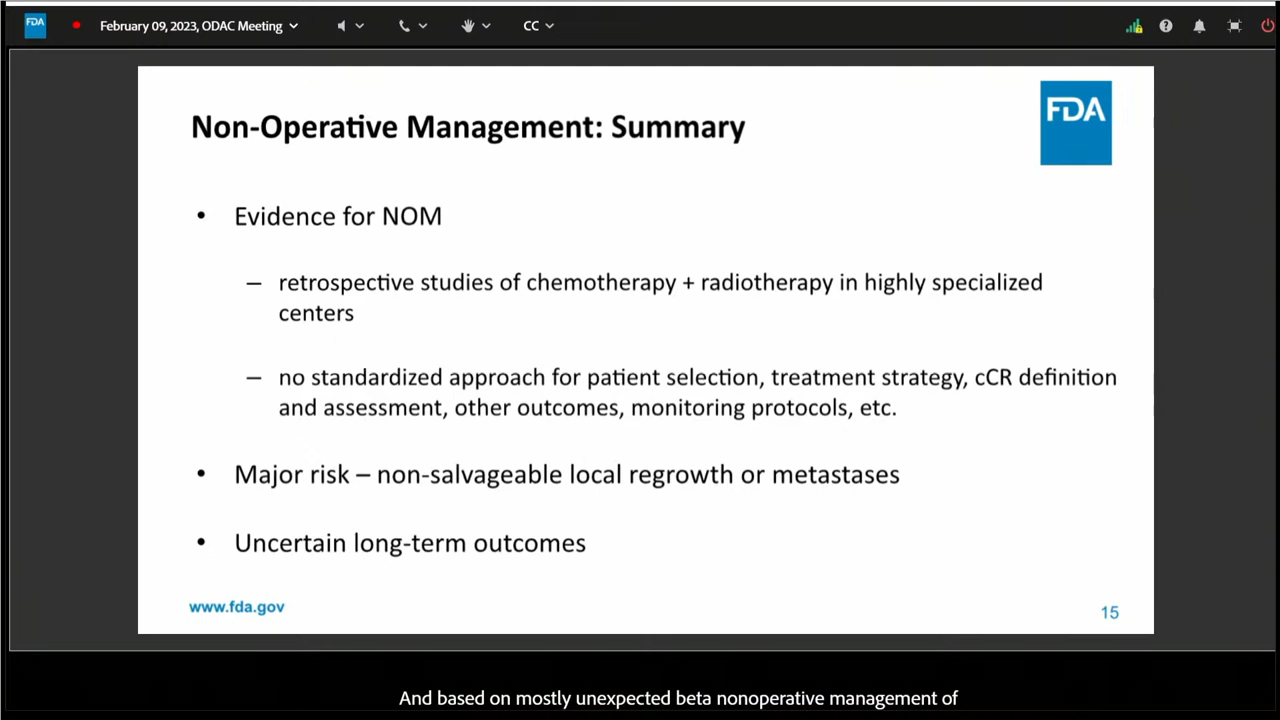 FDA
February 09, 2023, ODAC Meeting
CC
FDA
Non-Operative Management: Summary
• Evidence for NOM
– retrospective studies of chemotherapy + radiotherapy in highly specialized
centers
– no standardized approach for patient selection, treatment strategy, cCR definition
and assessment, other outcomes, monitoring protocols, etc.
• Major risk – non-salvageable local regrowth or metastases
• Uncertain long-term outcomes
www.fda.gov
15
And based on mostly unexpected beta nonoperative management of